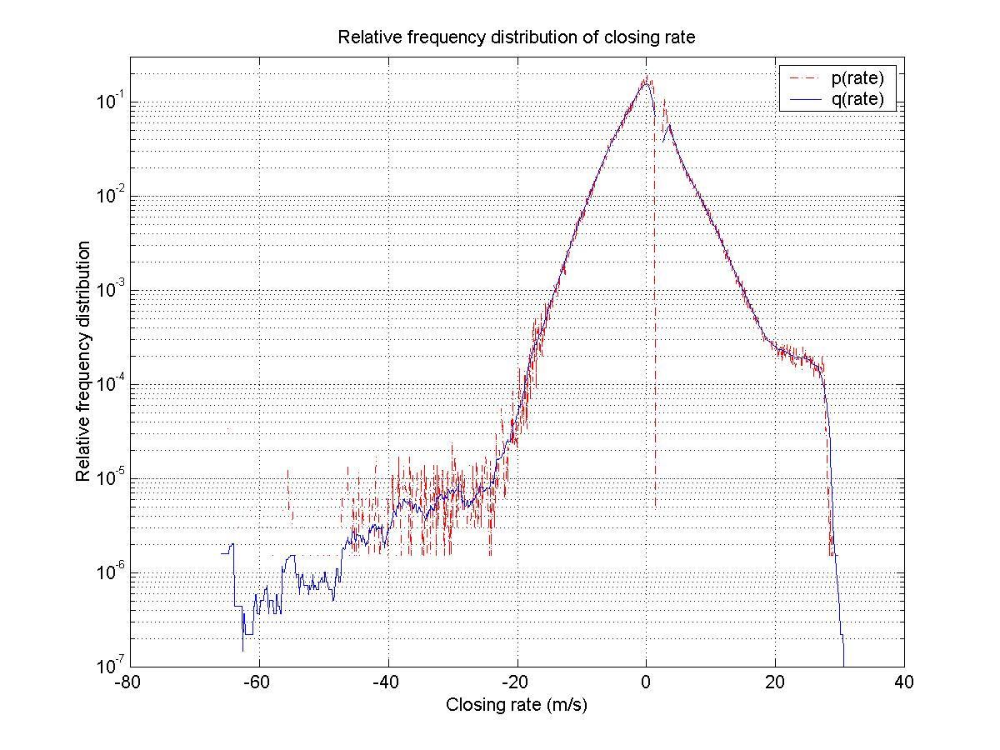 Relative frequency distribution of closing rate
p(rate)
q(rate)
10^-1
10^-2
10^-3
10^-4
10^-5
10^-6
10^-7
Relative frequency distribution
-80 -60 -40 -20 0 20 40
Closing rate (m/s)